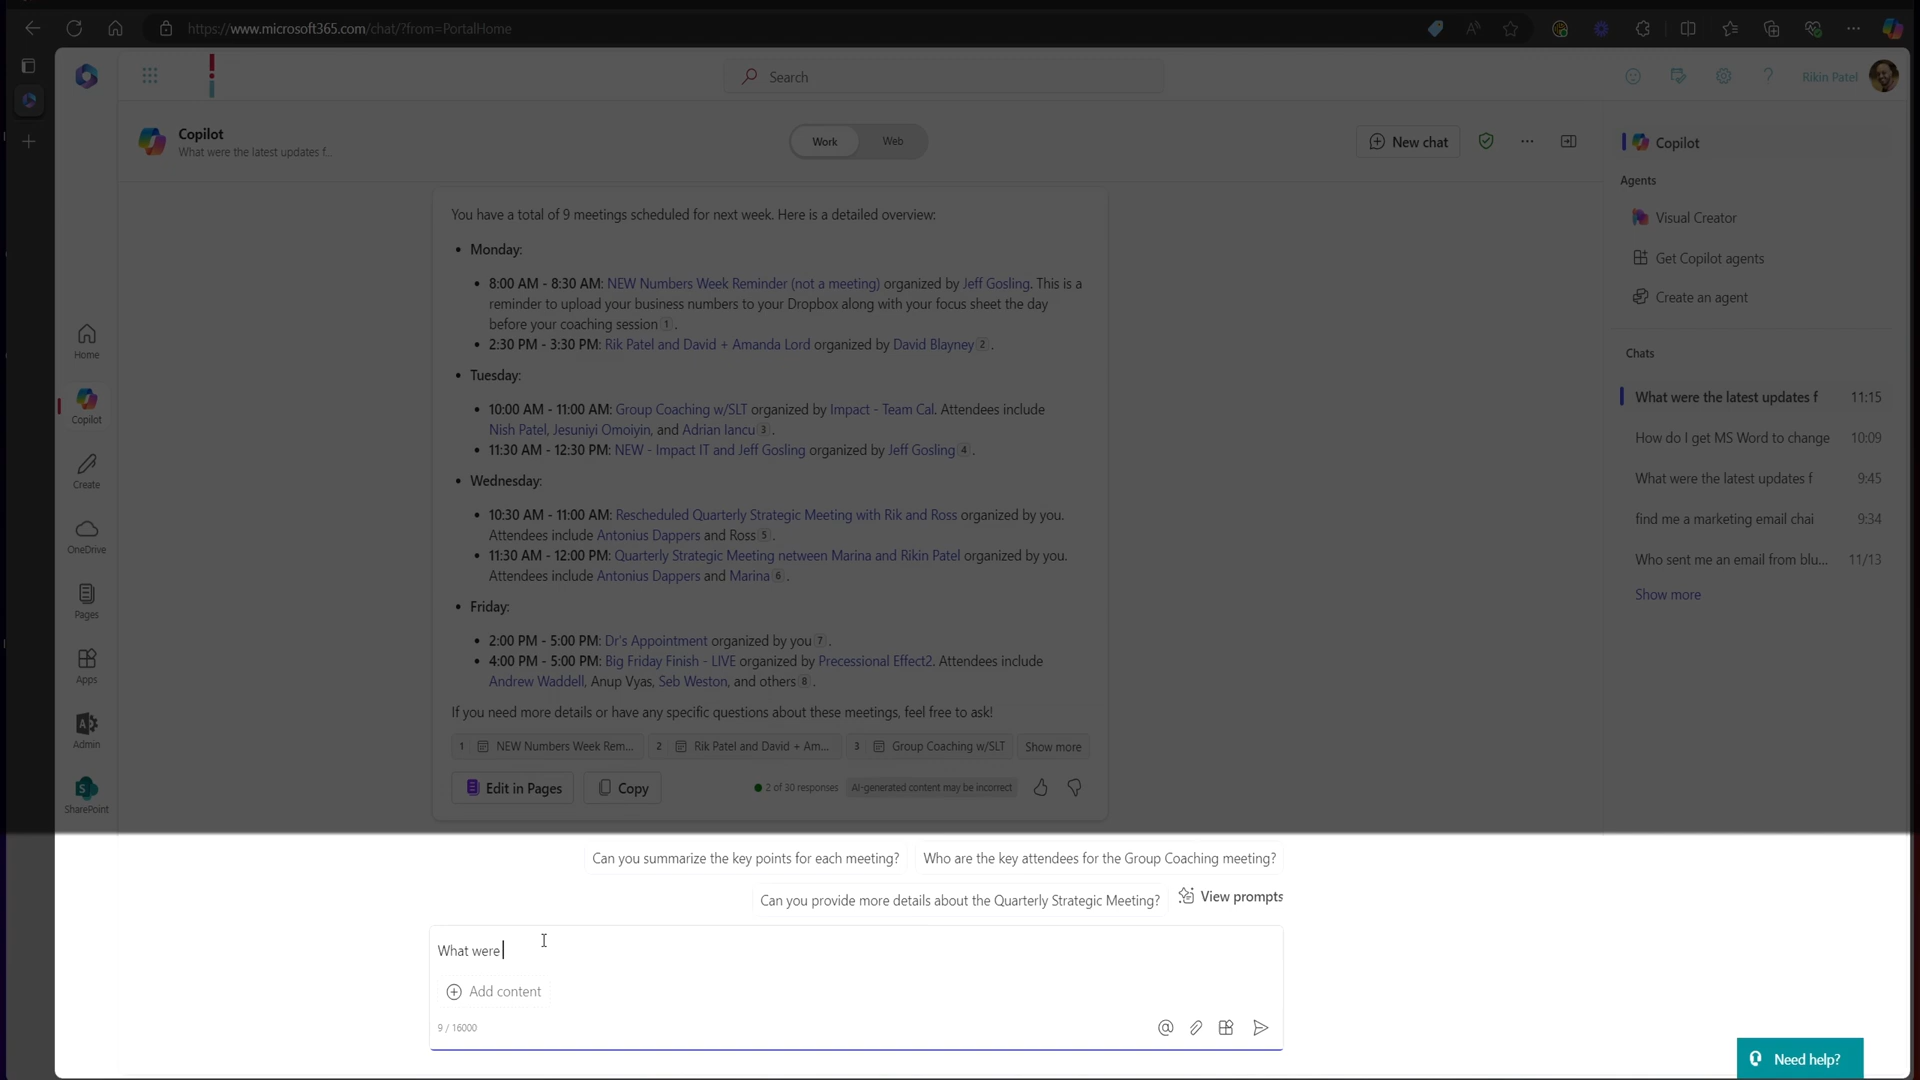 https://www.microsoft365.com/chat/?from=PortalHome
Search
Rikin Patel
Copilot
What were the latest updates f...
Work
Web
New chat
Copilot
Agents
Visual Creator
Get Copilot agents
Create an agent
Chats
What were the latest updates f 11:15
How do I get MS Word to change 10:09
What were the latest updates f 9:45
find me a marketing email chai 9:34
Who sent me an email from blu... 11/13
Show more
Home
Copilot
Create
OneDrive
Pages
Apps
Admin
SharePoint
You have a total of 9 meetings scheduled for next week. Here is a detailed overview:
• Monday:
• 8:00 AM - 8:30 AM: NEW Numbers Week Reminder (not a meeting) organized by Jeff Gosling. This is a
reminder to upload your business numbers to your Dropbox along with your focus sheet the day
before your coaching session 1 .
• 2:30 PM - 3:30 PM: Rik Patel and David + Amanda Lord organized by David Blayney 2 .
• Tuesday:
• 10:00 AM - 11:00 AM: Group Coaching w/SLT organized by Impact - Team Cal. Attendees include
Nish Patel, Jesuniyi Omoiyin, and Adrian Iancu 3 .
• 11:30 AM - 12:30 PM: NEW - Impact IT and Jeff Gosling organized by Jeff Gosling 4 .
• Wednesday:
• 10:30 AM - 11:00 AM: Rescheduled Quarterly Strategic Meeting with Rik and Ross organized by you.
Attendees include Antonius Dappers and Ross 5 .
• 11:30 AM - 12:00 PM: Quarterly Strategic Meeting netween Marina and Rikin Patel organized by you.
Attendees include Antonius Dappers and Marina 6 .
• Friday:
• 2:00 PM - 5:00 PM: Dr's Appointment organized by you 7 .
• 4:00 PM - 5:00 PM: Big Friday Finish - LIVE organized by Precessional Effect2. Attendees include
Andrew Waddell, Anup Vyas, Seb Weston, and others 8 .
If you need more details or have any specific questions about these meetings, feel free to ask!
1 NEW Numbers Week Rem... 2 Rik Patel and David + Am... 3 Group Coaching w/SLT Show more
Edit in Pages Copy 2 of 30 responses AI-generated content may be incorrect
Can you summarize the key points for each meeting? Who are the key attendees for the Group Coaching meeting?
Can you provide more details about the Quarterly Strategic Meeting? View prompts
What were
Add content
9 / 16000
Need help?